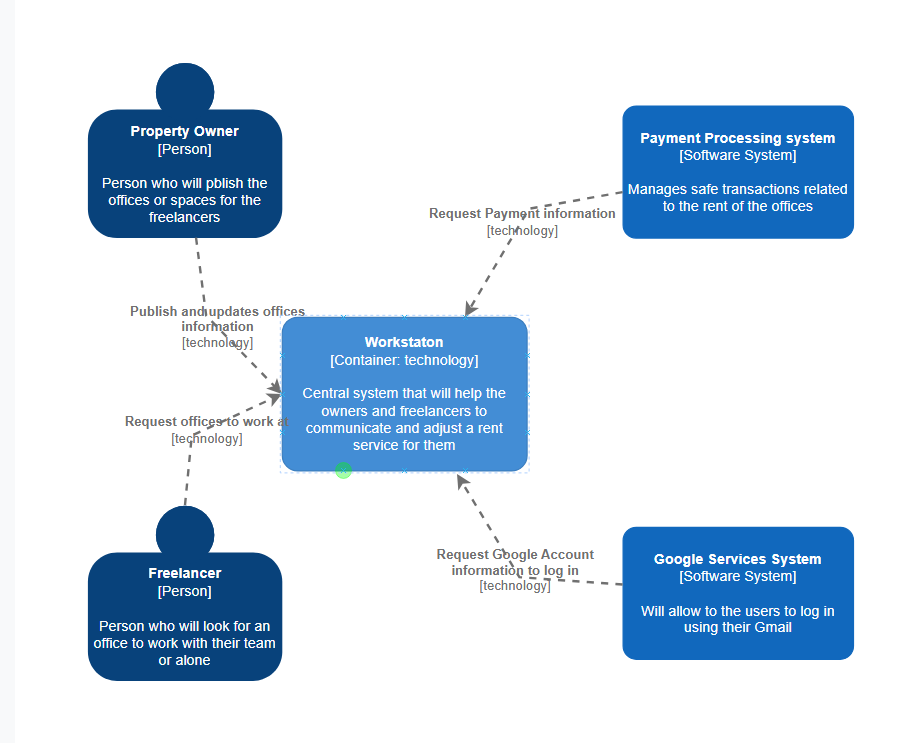 Property Owner
[Person]
Person who will pblish the
offices or spaces for the
freelancers
Payment Processing system
[Software System]
Manages safe transactions related
to the rent of the offices
Request Payment information
[technology]
Publish and updates offices
information
[technology]
Workstaton
[Container: technology]
Central system that will help the
owners and freelancers to
communicate and adjust a rent
service for them
Request offices to work at
[technology]
Freelancer
[Person]
Person who will look for an
office to work with their team
or alone
Request Google Account
information to log in
[technology]
Google Services System
[Software System]
Will allow to the users to log in
using their Gmail